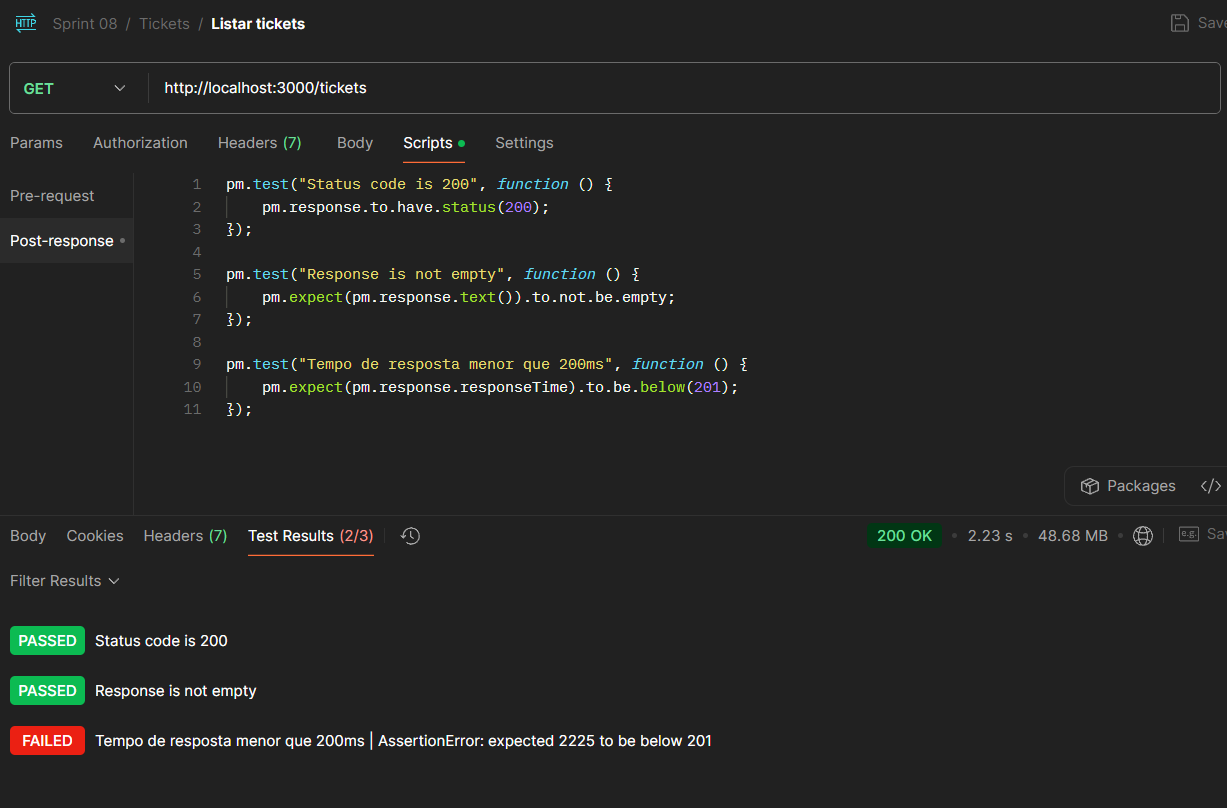 HTTP Sprint 08 / Tickets / Listar tickets Save
GET http://localhost:3000/tickets
Params Authorization Headers (7) Body Scripts Settings
Pre-request
Post-response
1 pm.test("Status code is 200", function () {
2 pm.response.to.have.status(200);
3 });
4
5 pm.test("Response is not empty", function () {
6 pm.expect(pm.response.text()).to.not.be.empty;
7 });
8
9 pm.test("Tempo de resposta menor que 200ms", function () {
10 pm.expect(pm.response.responseTime).to.be.below(201);
11 });
Packages </>
Body Cookies Headers (7) Test Results (2/3) 200 OK • 2.23 s • 48.68 MB • e.g. Sav
Filter Results
PASSED Status code is 200
PASSED Response is not empty
FAILED Tempo de resposta menor que 200ms | AssertionError: expected 2225 to be below 201